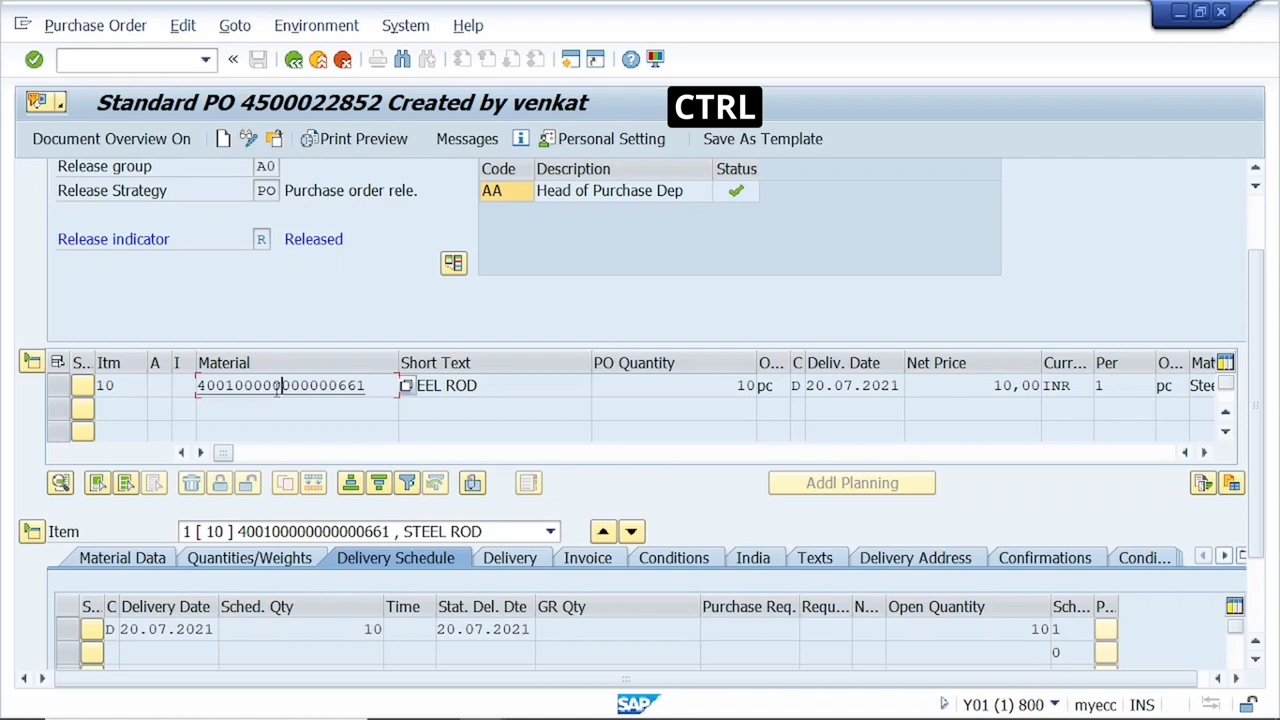 Purchase Order Edit Goto Environment System Help
Standard PO 4500022852 Created by venkat
CTRL
Document Overview On Print Preview Messages Personal Setting Save As Template
Release group A0 Code Description Status
Release Strategy PO Purchase order rele. AA Head of Purchase Dep
Release indicator R Released
S... Itm A I Material Short Text PO Quantity O... C Deliv. Date Net Price Curr... Per O... Mat
10 400100000000000661 EEL ROD 10 pc D 20.07.2021 10,00 INR 1 pc Stee
Addl Planning
Item 1 [ 10 ] 400100000000000661 , STEEL ROD
Material Data Quantities/Weights Delivery Schedule Delivery Invoice Conditions India Texts Delivery Address Confirmations Condi...
S... C Delivery Date Sched. Qty Time Stat. Del. Dte GR Qty Purchase Req. Requ... N... Open Quantity Sch... P...
D 20.07.2021 10 20.07.2021 10 1
0
SAP Y01 (1) 800 myecc INS